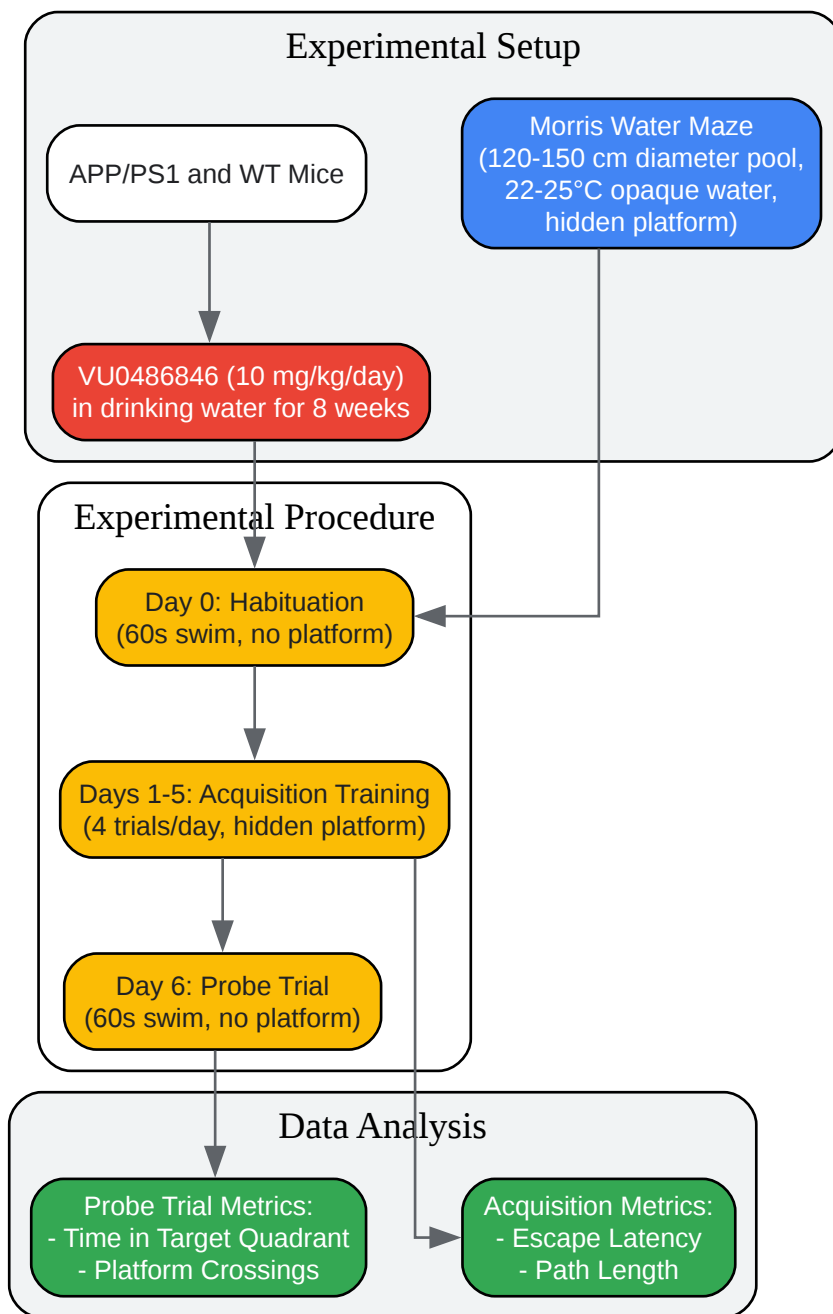 Experimental Setup
APP/PS1 and WT Mice
Morris Water Maze
(120-150 cm diameter pool,
22-25°C opaque water,
hidden platform)
VU0486846 (10 mg/kg/day)
in drinking water for 8 weeks
Experimental Procedure
Day 0: Habituation
(60s swim, no platform)
Days 1-5: Acquisition Training
(4 trials/day, hidden platform)
Day 6: Probe Trial
(60s swim, no platform)
Data Analysis
Probe Trial Metrics:
- Time in Target Quadrant
- Platform Crossings
Acquisition Metrics:
- Escape Latency
- Path Length